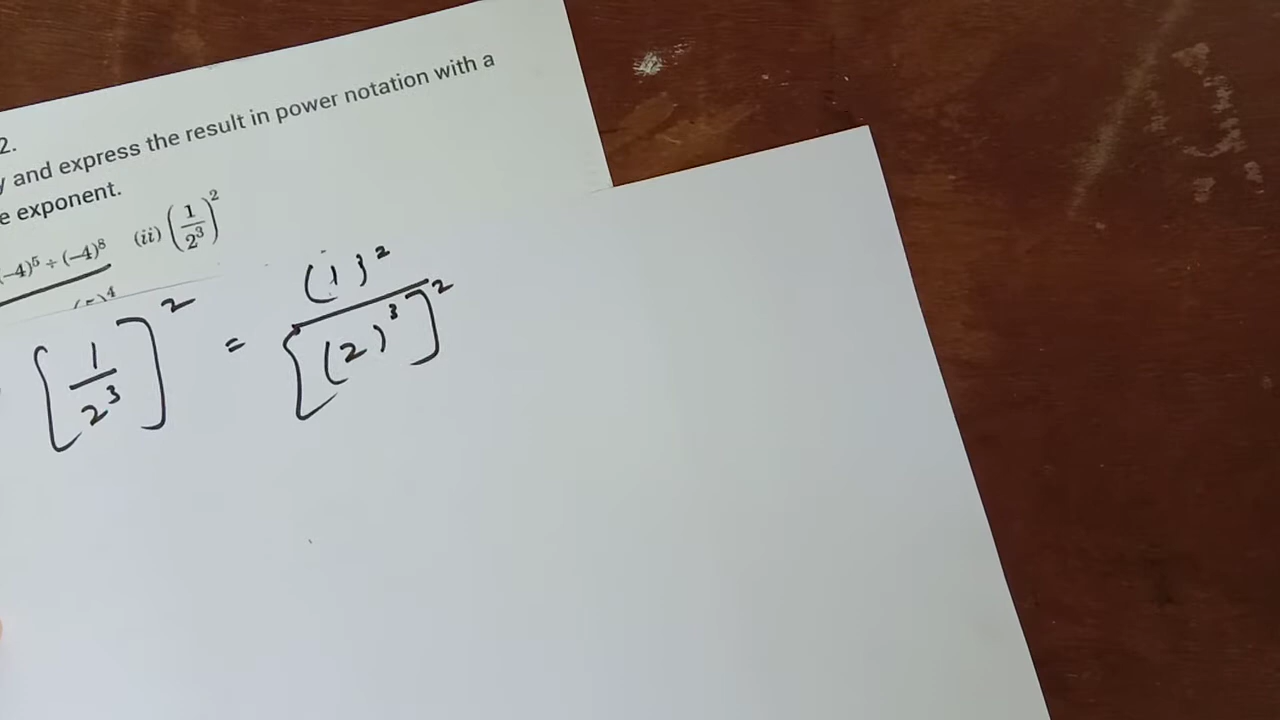 2.
y and express the result in power notation with a
e exponent.
(−4)⁵ ÷ (−4)⁸ (ii) (1/2³)²
[1/2³]² = (1)²/[(2)³]²